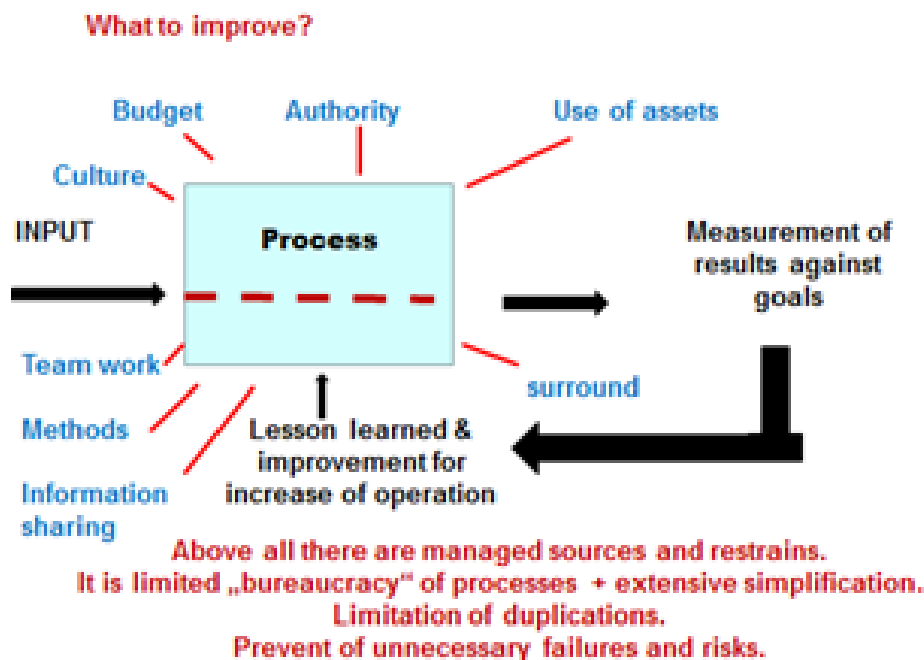 What to improve?
Budget
Authority
Use of assets
Culture
INPUT
Process
Measurement of
results against
goals
Team work
surround
Methods
Lesson learned &
improvement for
increase of operation
Information
sharing
Above all there are managed sources and restrains.
It is limited „bureaucracy" of processes + extensive simplification.
Limitation of duplications.
Prevent of unnecessary failures and risks.